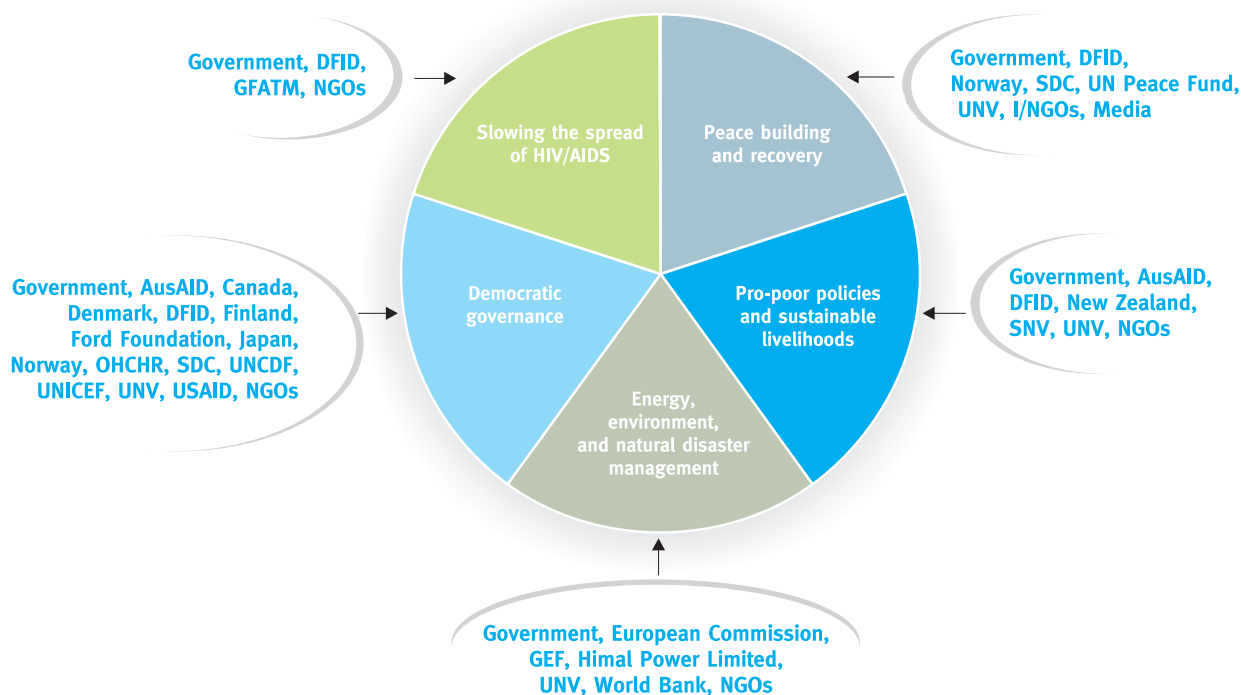 Government, DFID,
GFATM, NGOs
Government, DFID,
Norway, SDC, UN Peace Fund,
UNV, I/NGOs, Media
Slowing the spread
of HIV/AIDS
Peace building
and recovery
Government, AusAID, Canada,
Denmark, DFID, Finland,
Ford Foundation, Japan,
Norway, OHCHR, SDC, UNCDF,
UNICEF, UNV, USAID, NGOs
Democratic
governance
Pro-poor policies
and sustainable
livelihoods
Government, AusAID,
DFID, New Zealand,
SNV, UNV, NGOs
Energy,
environment,
and natural disaster
management
Government, European Commission,
GEF, Himal Power Limited,
UNV, World Bank, NGOs